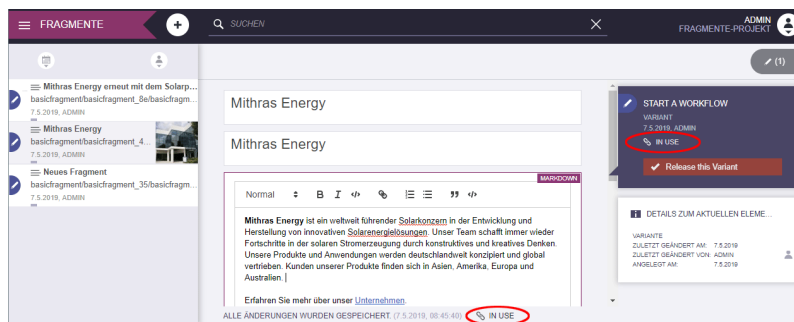 FRAGMENTE
SUCHEN
ADMIN
FRAGMENTE-PROJEKT
(1)
Mithras Energy erneut mit dem Solarp...
basicfragment/basicfragment_8e/basicfragm...
7.5.2019, ADMIN
Mithras Energy
basicfragment/basicfragment_4...
7.5.2019, ADMIN
Neues Fragment
basicfragment/basicfragment_35/basicfragm...
7.5.2019, ADMIN
Mithras Energy
Mithras Energy
MARKDOWN
Normal B I
Mithras Energy ist ein weltweit führender Solarkonzern in der Entwicklung und
Herstellung von innovativen Solarenergielösungen. Unser Team schafft immer wieder
Fortschritte in der solaren Stromerzeugung durch konstruktives und kreatives Denken.
Unsere Produkte und Anwendungen werden deutschlandweit konzipiert und global
vertrieben. Kunden unserer Produkte finden sich in Asien, Amerika, Europa und
Australien.
Erfahren Sie mehr über unser Unternehmen.
ALLE ÄNDERUNGEN WURDEN GESPEICHERT. (7.5.2019, 08:45:40) IN USE
START A WORKFLOW
VARIANT
7.5.2019, ADMIN
IN USE
Release this Variant
DETAILS ZUM AKTUELLEN ELEME...
VARIANTE
ZULETZT GEÄNDERT AM: 7.5.2019
ZULETZT GEÄNDERT VON: ADMIN
ANGELEGT AM: 7.5.2019